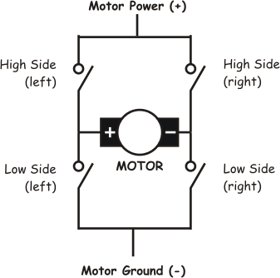 Motor Power (+)
High Side
(left)
High Side
(right)
+
−
MOTOR
Low Side
(left)
Low Side
(right)
Motor Ground (-)